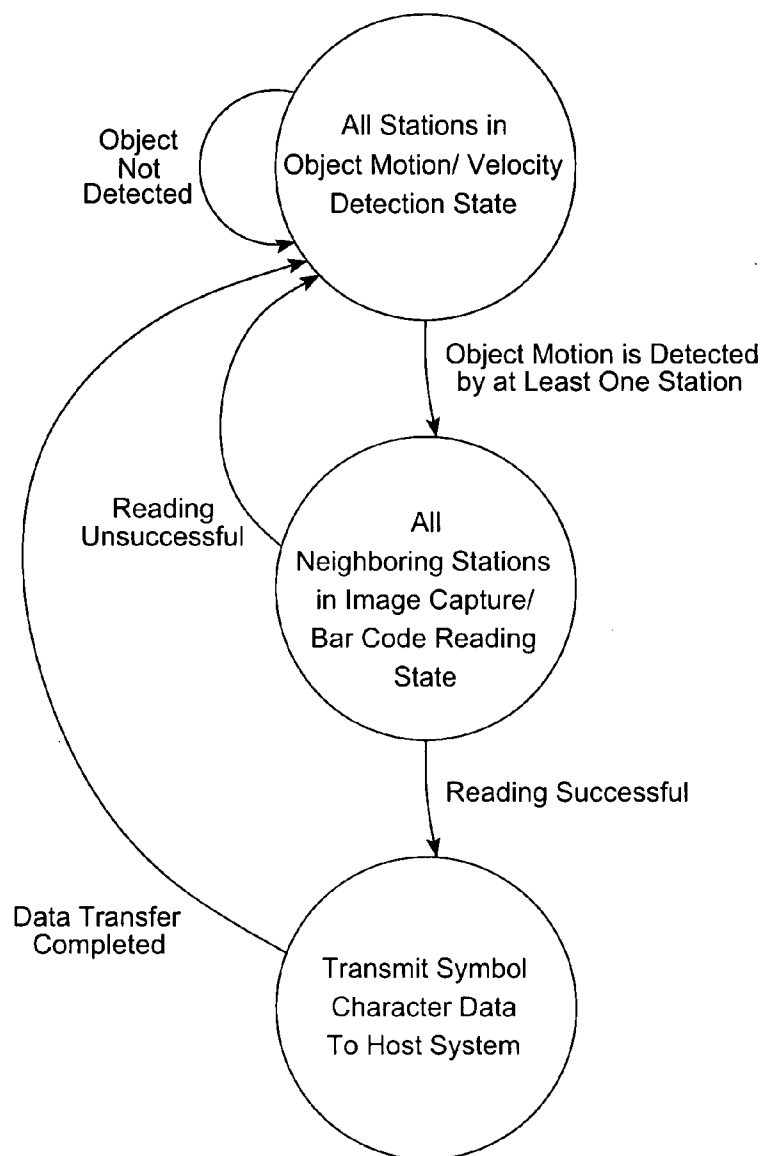 All Stations in
Object Motion/ Velocity
Detection State
Object
Not
Detected
Object Motion is Detected
by at Least One Station
Reading
Unsuccessful
All
Neighboring Stations
in Image Capture/
Bar Code Reading
State
Reading Successful
Data Transfer
Completed
Transmit Symbol
Character Data
To Host System